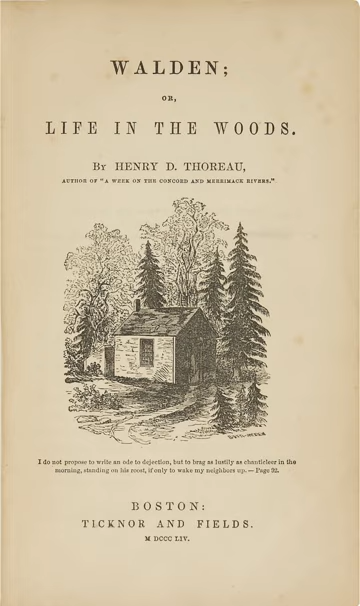 WALDEN;
OR,
LIFE IN THE WOODS.
BY HENRY D. THOREAU,
AUTHOR OF "A WEEK ON THE CONCORD AND MERRIMACK RIVERS."
I do not propose to write an ode to dejection, but to brag as lustily as chanticleer in the
morning, standing on his roost, if only to wake my neighbors up. — Page 92.
BOSTON:
TICKNOR AND FIELDS.
M DCCC LIV.